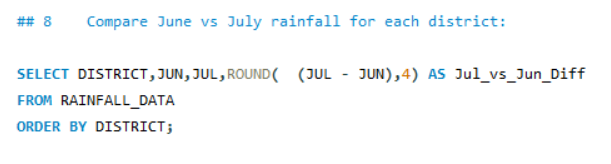 ## 8    Compare June vs July rainfall for each district:
SELECT DISTRICT,JUN,JUL,ROUND(  (JUL - JUN),4) AS Jul_vs_Jun_Diff
FROM RAINFALL_DATA
ORDER BY DISTRICT;